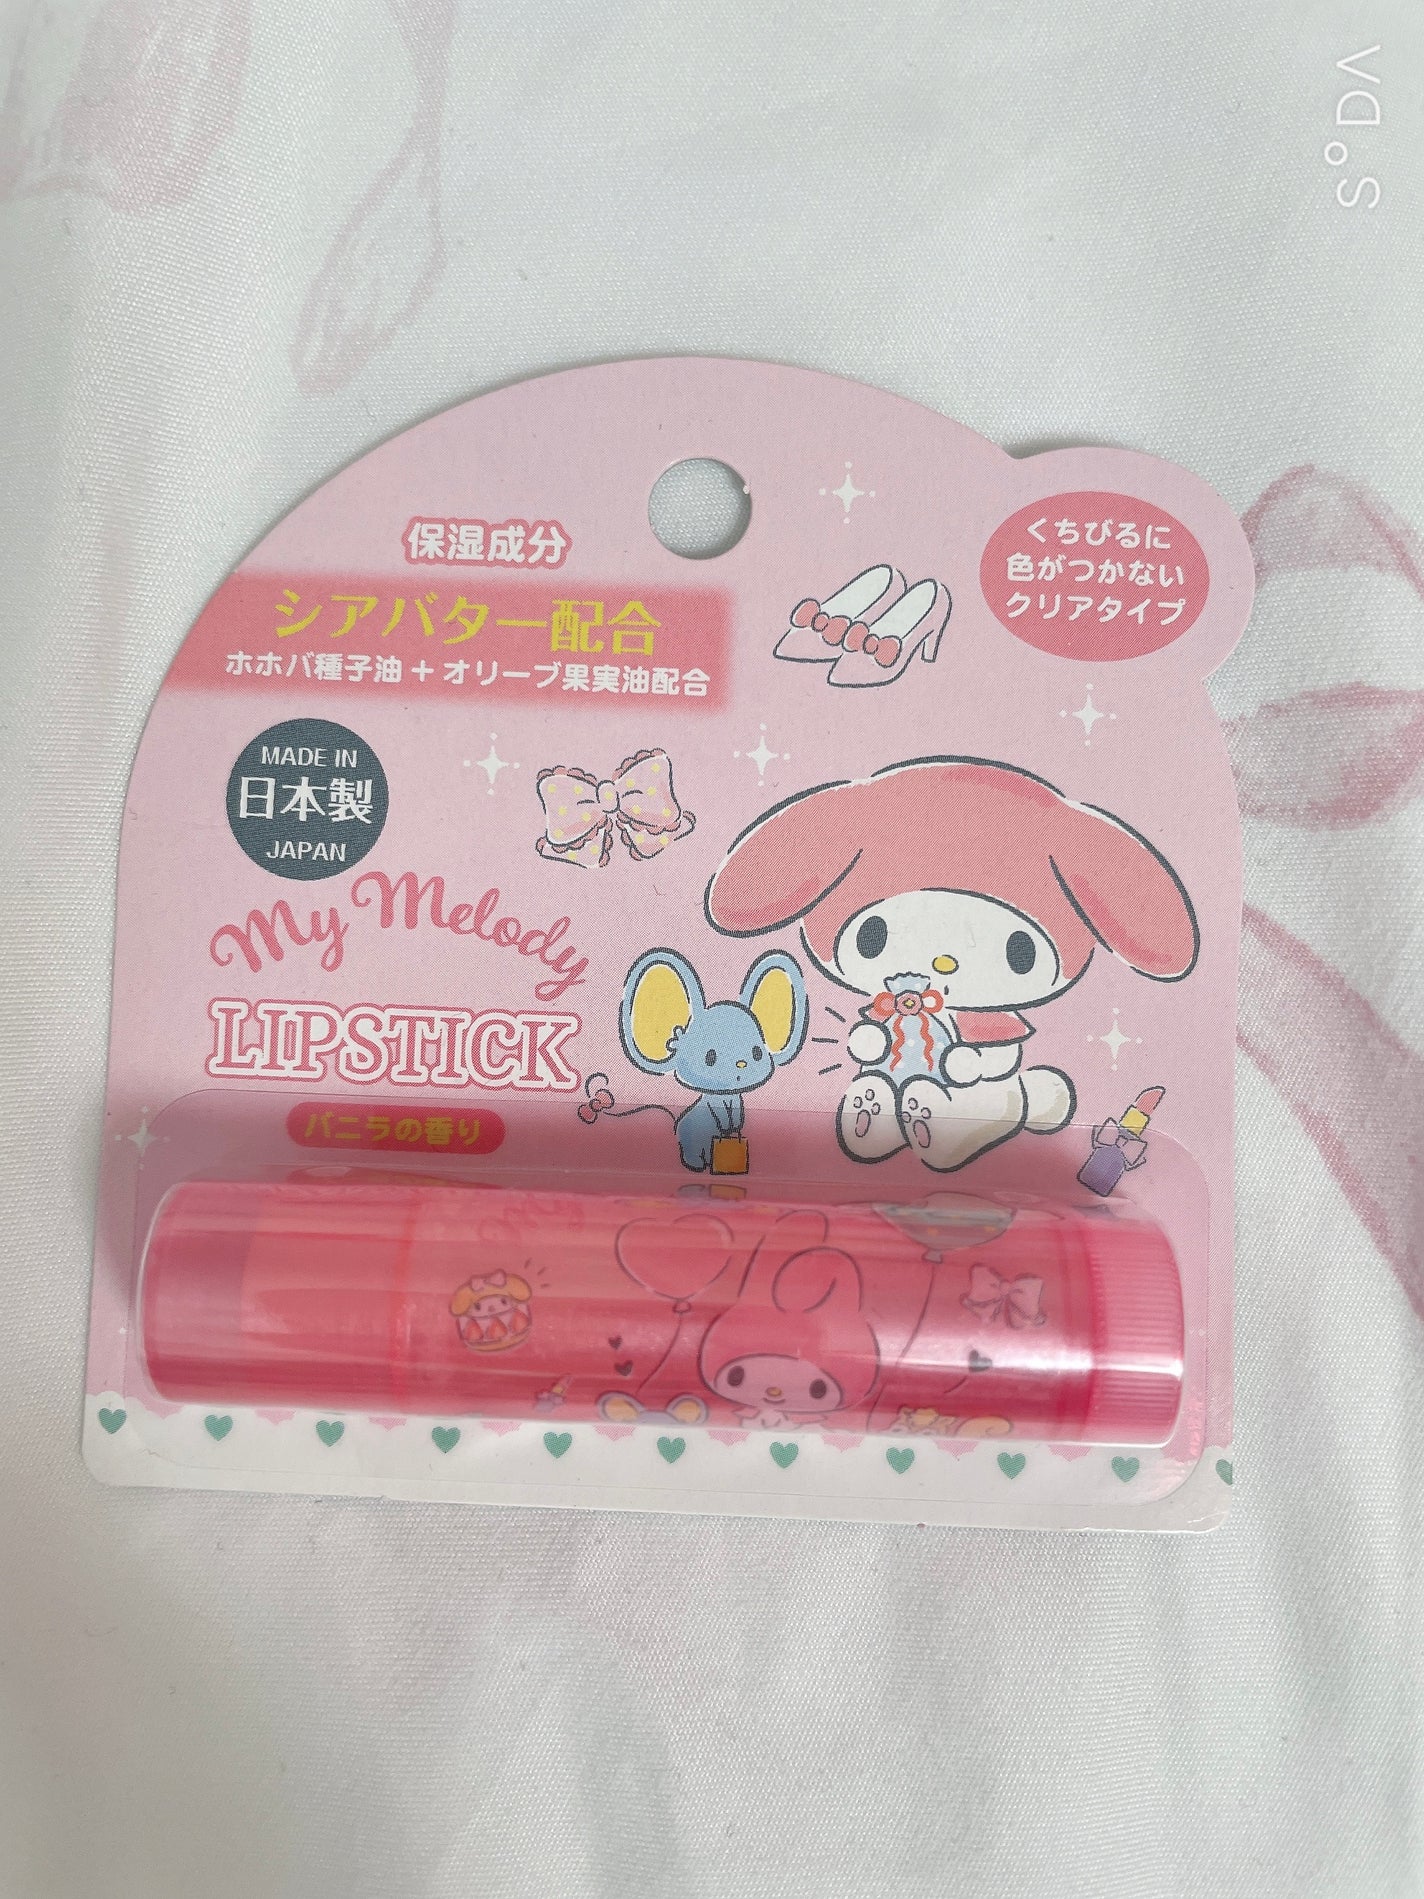 保湿成分
シアバター配合
ホホバ種子油+オリーブ果実油配合
くちびるに
色がつかない
クリアタイプ
MADE IN
日本製
JAPAN
My Melody
LIPSTICK
バニラの香り